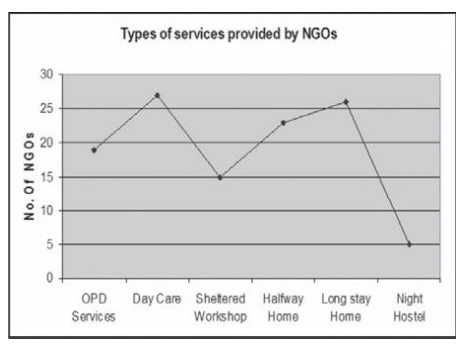 Types of services provided by NGOs
No. Of NGOs
30
25
20
15
10
5
0
OPD Services
Day Care
Sheltered Workshop
Halfway Home
Long stay Home
Night Hostel